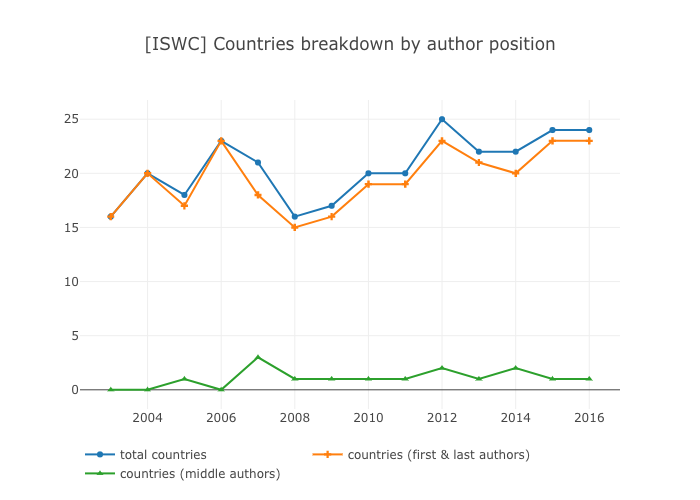 [ISWC] Countries breakdown by author position
25
20
15
10
5
0
2004 2006 2008 2010 2012 2014 2016
total countries countries (first & last authors)
countries (middle authors)